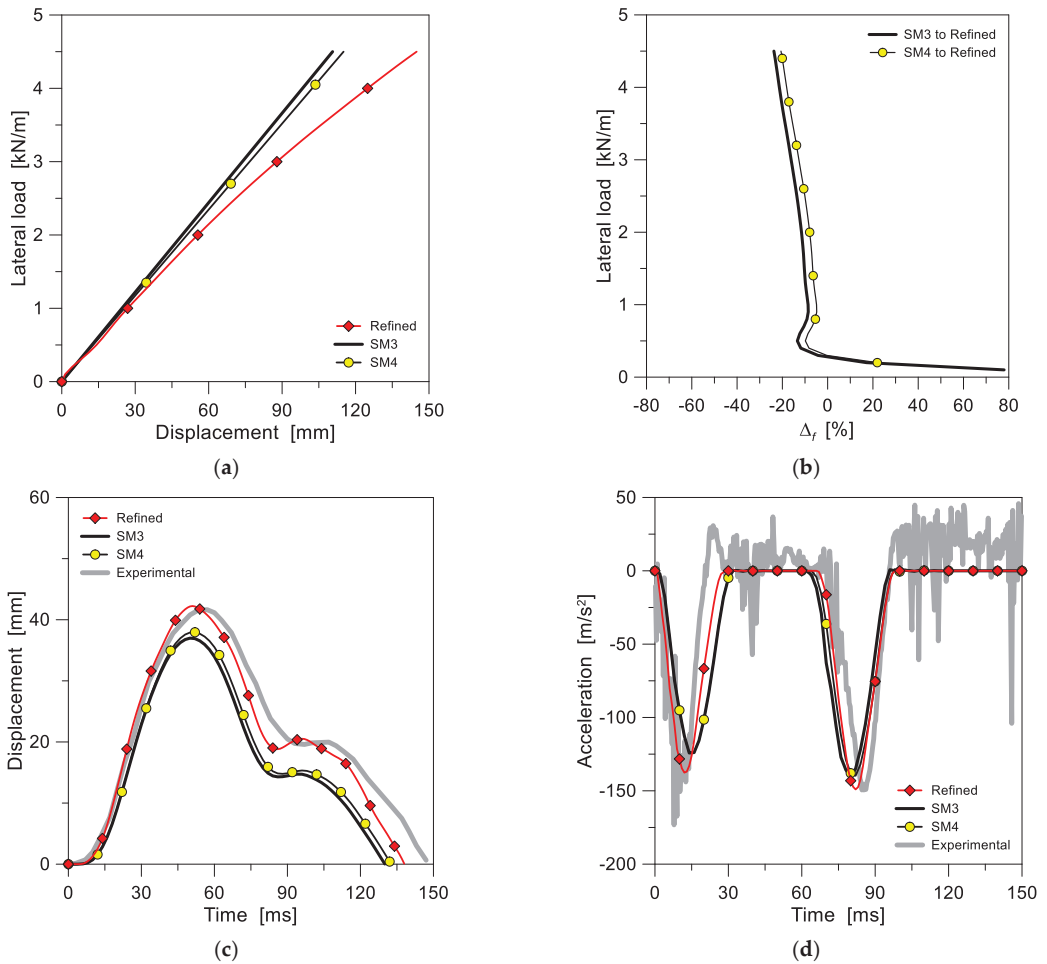 5
4
3
2
1
0
Lateral load [kN/m]
0 30 60 90 120 150
Displacement [mm]
Refined
SM3
SM4
(a)
5
4
3
2
1
0
Lateral load [kN/m]
-80 -60 -40 -20 0 20 40 60 80
Δf [%]
SM3 to Refined
SM4 to Refined
(b)
60
40
20
0
Displacement [mm]
0 30 60 90 120 150
Time [ms]
Refined
SM3
SM4
Experimental
(c)
50
0
-50
-100
-150
-200
Acceleration [m/s²]
0 30 60 90 120 150
Time [ms]
Refined
SM3
SM4
Experimental
(d)